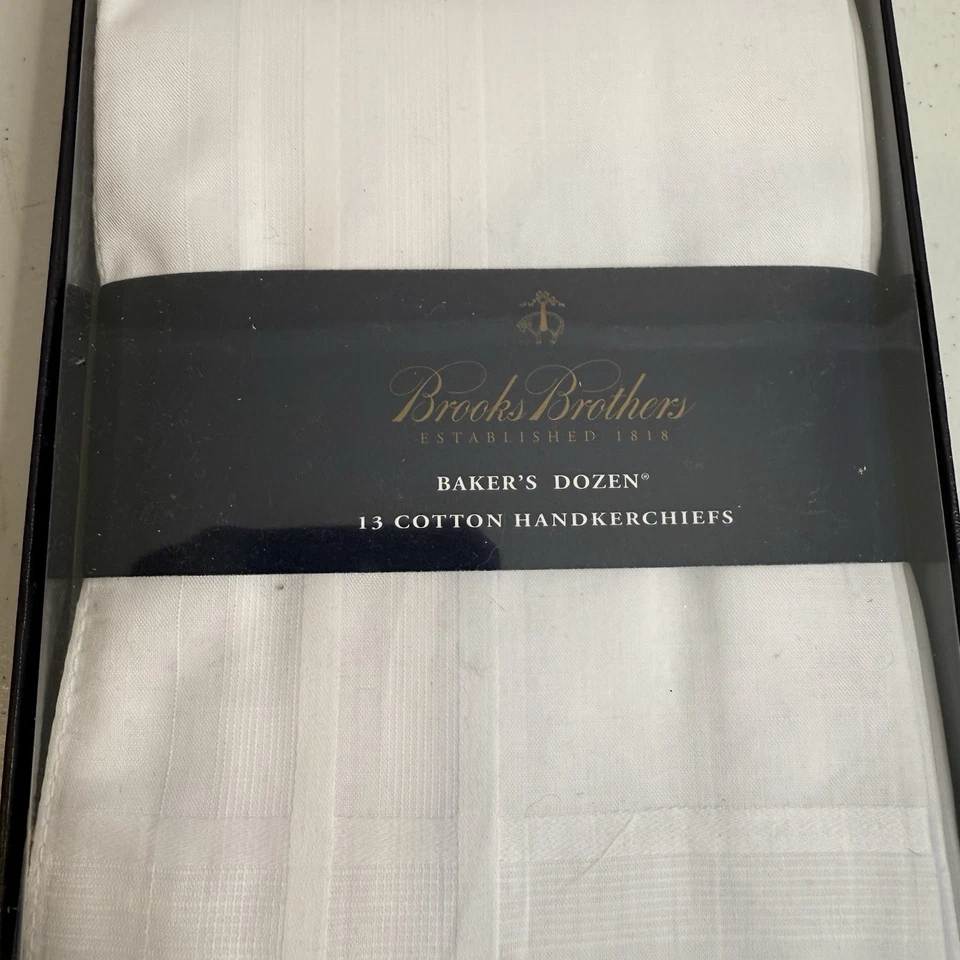 Brooks Brothers
ESTABLISHED 1818
BAKER'S DOZEN®
13 COTTON HANDKERCHIEFS